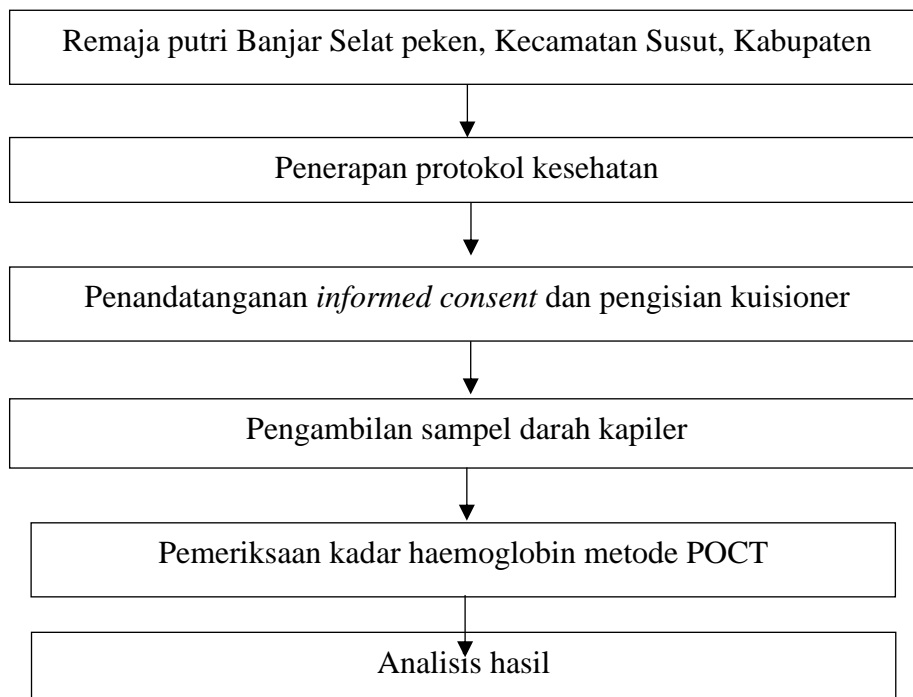 Remaja putri Banjar Selat peken, Kecamatan Susut, Kabupaten
Penerapan protokol kesehatan
Penandatanganan informed consent dan pengisian kuisioner
Pengambilan sampel darah kapiler
Pemeriksaan kadar haemoglobin metode POCT
Analisis hasil